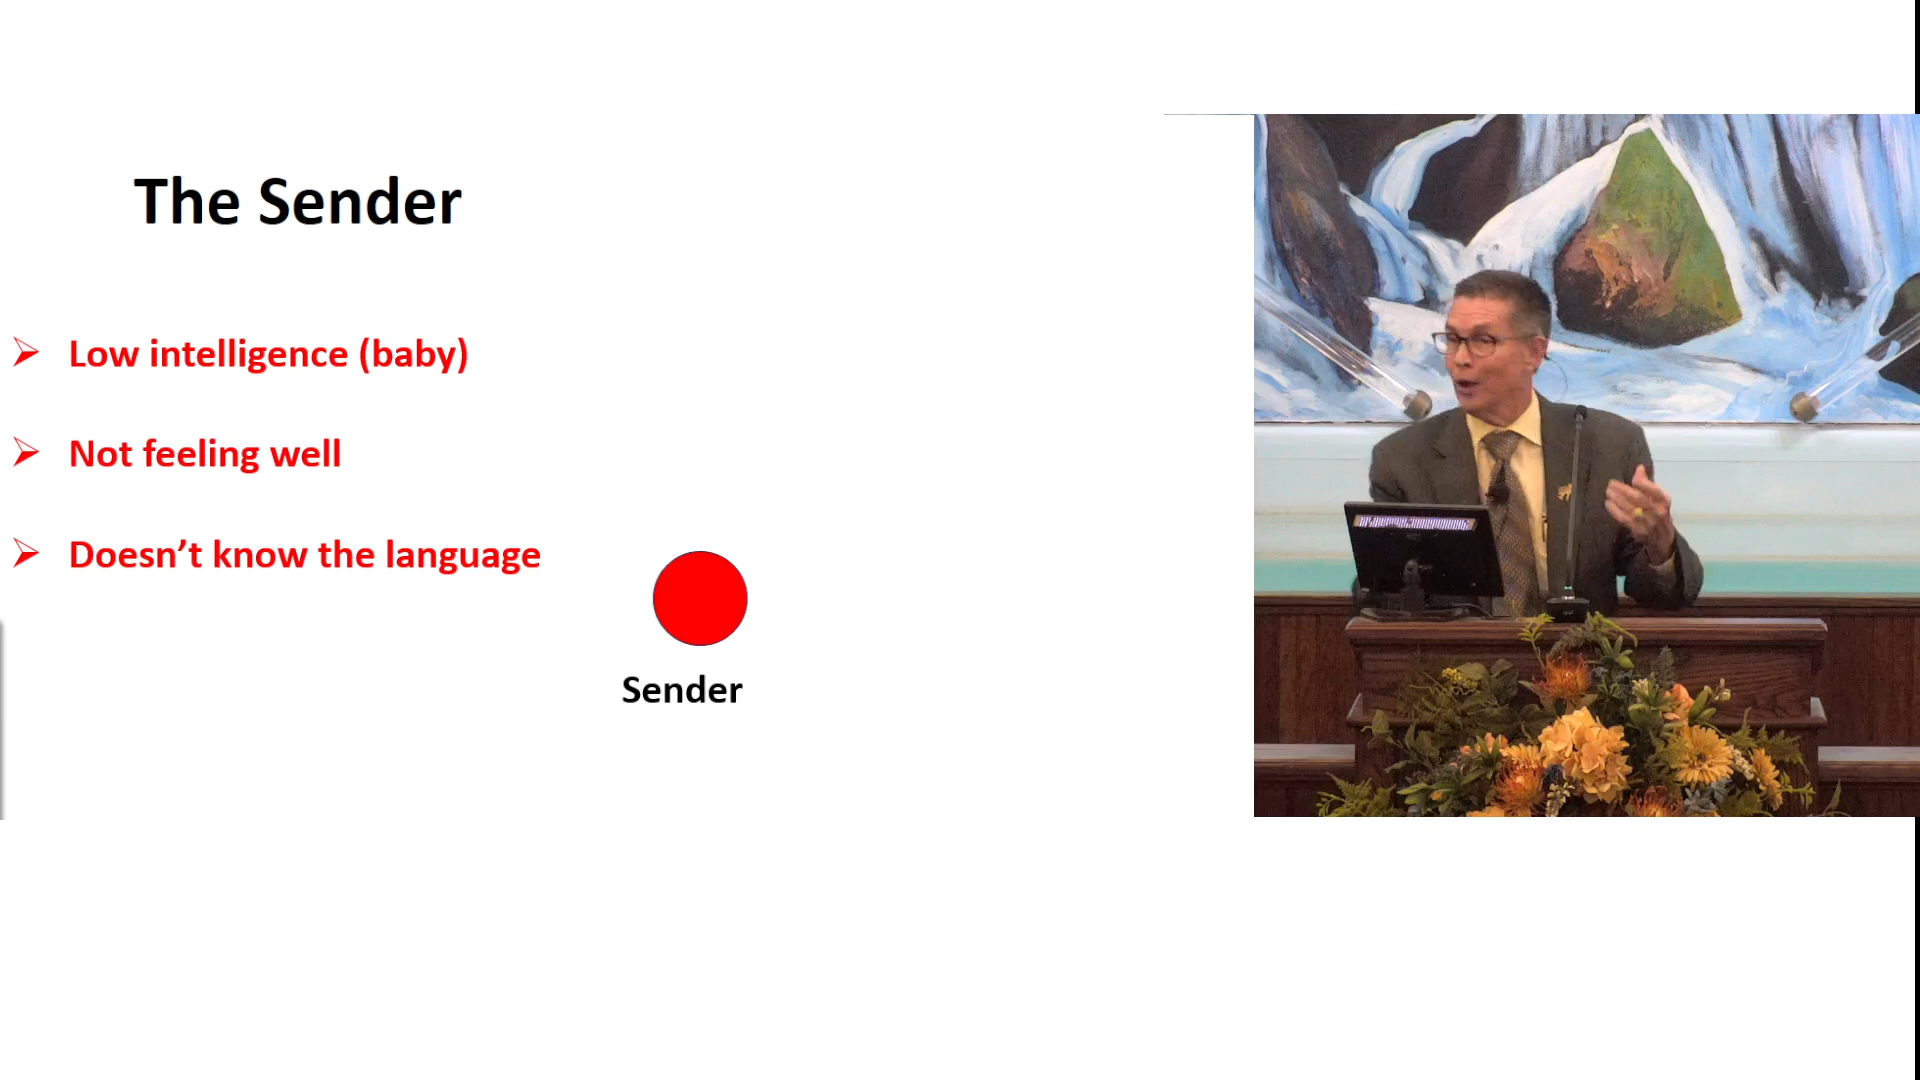 The Sender
➢ Low intelligence (baby)
➢ Not feeling well
➢ Doesn’t know the language
Sender